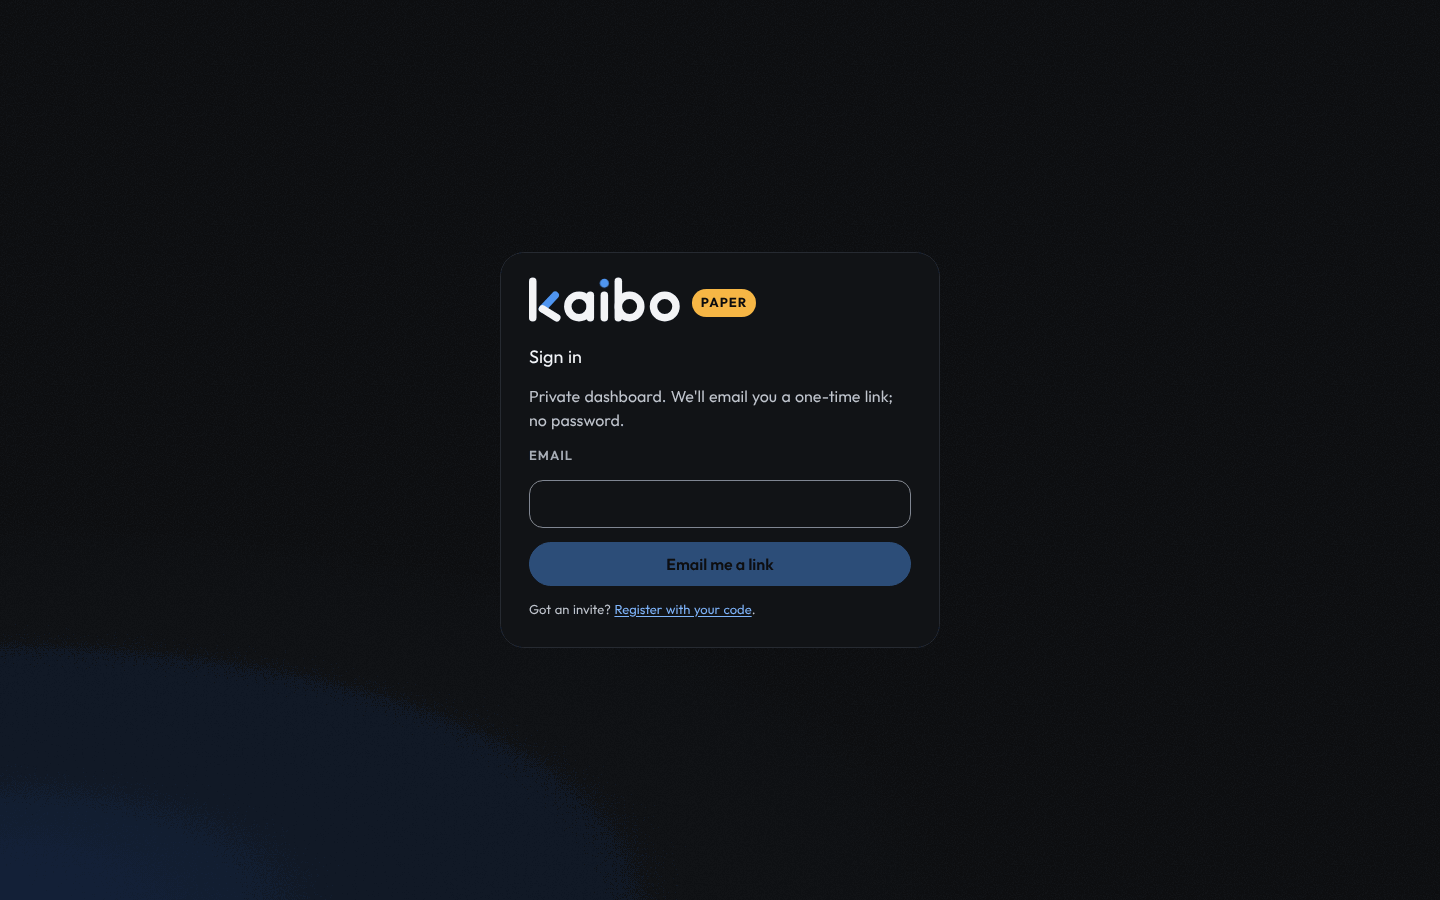 kaibo PAPER
Sign in
Private dashboard. We'll email you a one-time link;
no password.
EMAIL
Email me a link
Got an invite? Register with your code.